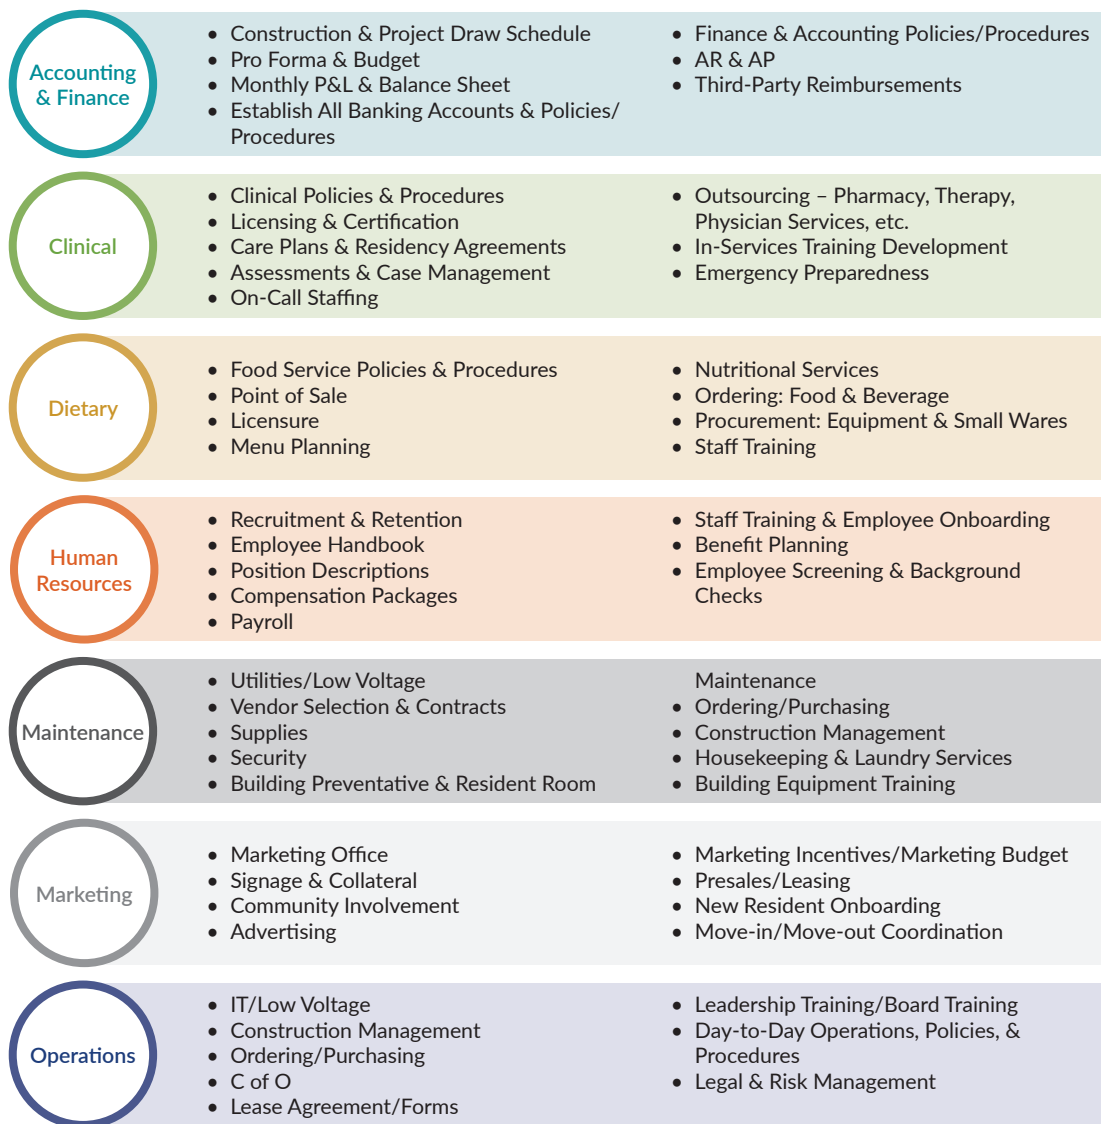 Accounting
& Finance
• Construction & Project Draw Schedule
• Pro Forma & Budget
• Monthly P&L & Balance Sheet
• Establish All Banking Accounts & Policies/
Procedures
• Finance & Accounting Policies/Procedures
• AR & AP
• Third-Party Reimbursements
Clinical
• Clinical Policies & Procedures
• Licensing & Certification
• Care Plans & Residency Agreements
• Assessments & Case Management
• On-Call Staffing
• Outsourcing – Pharmacy, Therapy,
Physician Services, etc.
• In-Services Training Development
• Emergency Preparedness
Dietary
• Food Service Policies & Procedures
• Point of Sale
• Licensure
• Menu Planning
• Nutritional Services
• Ordering: Food & Beverage
• Procurement: Equipment & Small Wares
• Staff Training
Human
Resources
• Recruitment & Retention
• Employee Handbook
• Position Descriptions
• Compensation Packages
• Payroll
• Staff Training & Employee Onboarding
• Benefit Planning
• Employee Screening & Background
Checks
Maintenance
• Utilities/Low Voltage
• Vendor Selection & Contracts
• Supplies
• Security
• Building Preventative & Resident Room
Maintenance
• Ordering/Purchasing
• Construction Management
• Housekeeping & Laundry Services
• Building Equipment Training
Marketing
• Marketing Office
• Signage & Collateral
• Community Involvement
• Advertising
• Marketing Incentives/Marketing Budget
• Presales/Leasing
• New Resident Onboarding
• Move-in/Move-out Coordination
Operations
• IT/Low Voltage
• Construction Management
• Ordering/Purchasing
• C of O
• Lease Agreement/Forms
• Leadership Training/Board Training
• Day-to-Day Operations, Policies, &
Procedures
• Legal & Risk Management